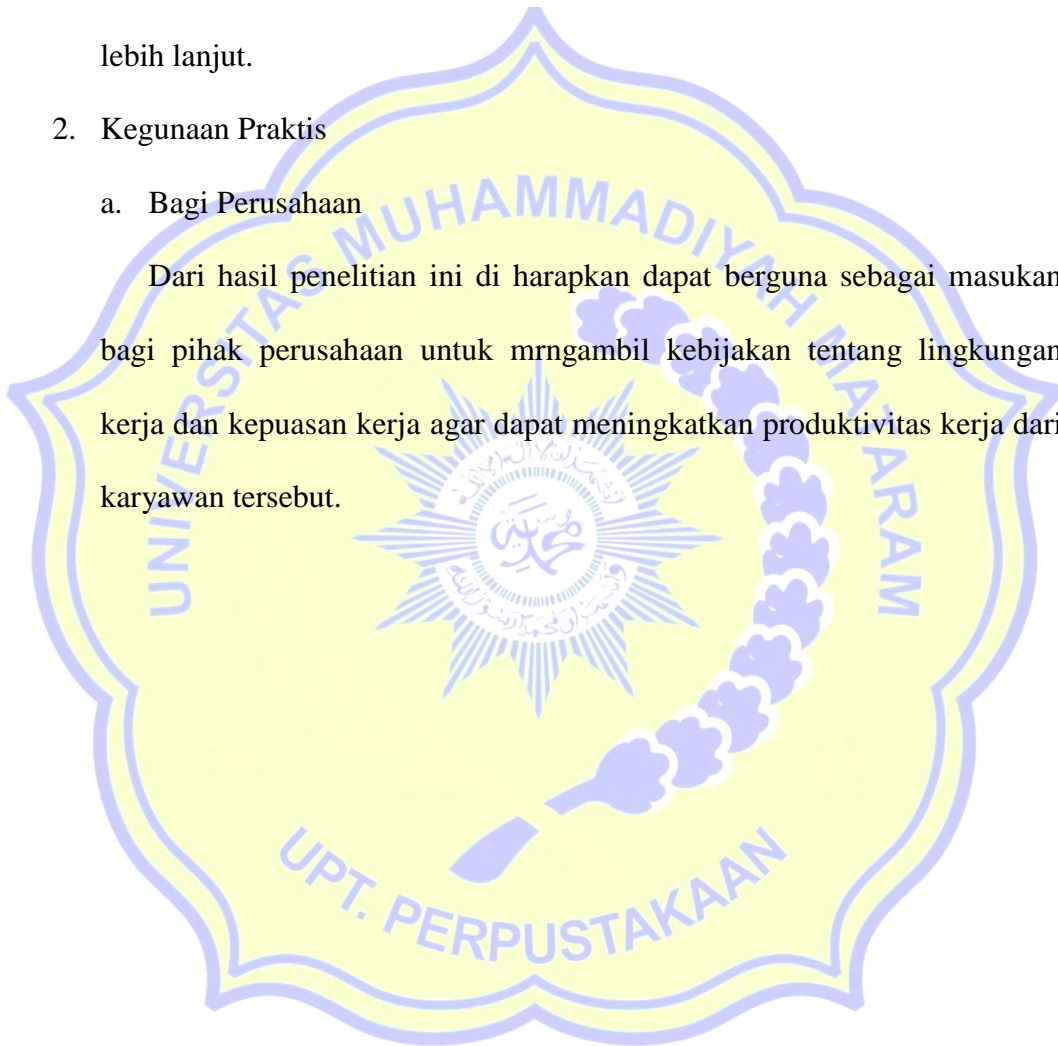 lebih lanjut.
2. Kegunaan Praktis
a. Bagi Perusahaan
Dari hasil penelitian ini di harapkan dapat berguna sebagai masukan
bagi pihak perusahaan untuk mrngambil kebijakan tentang lingkungan
kerja dan kepuasan kerja agar dapat meningkatkan produktivitas kerja dari
karyawan tersebut.
UNIVERSITAS MUHAMMADIYAH MATARAM
UPT. PERPUSTAKAAN